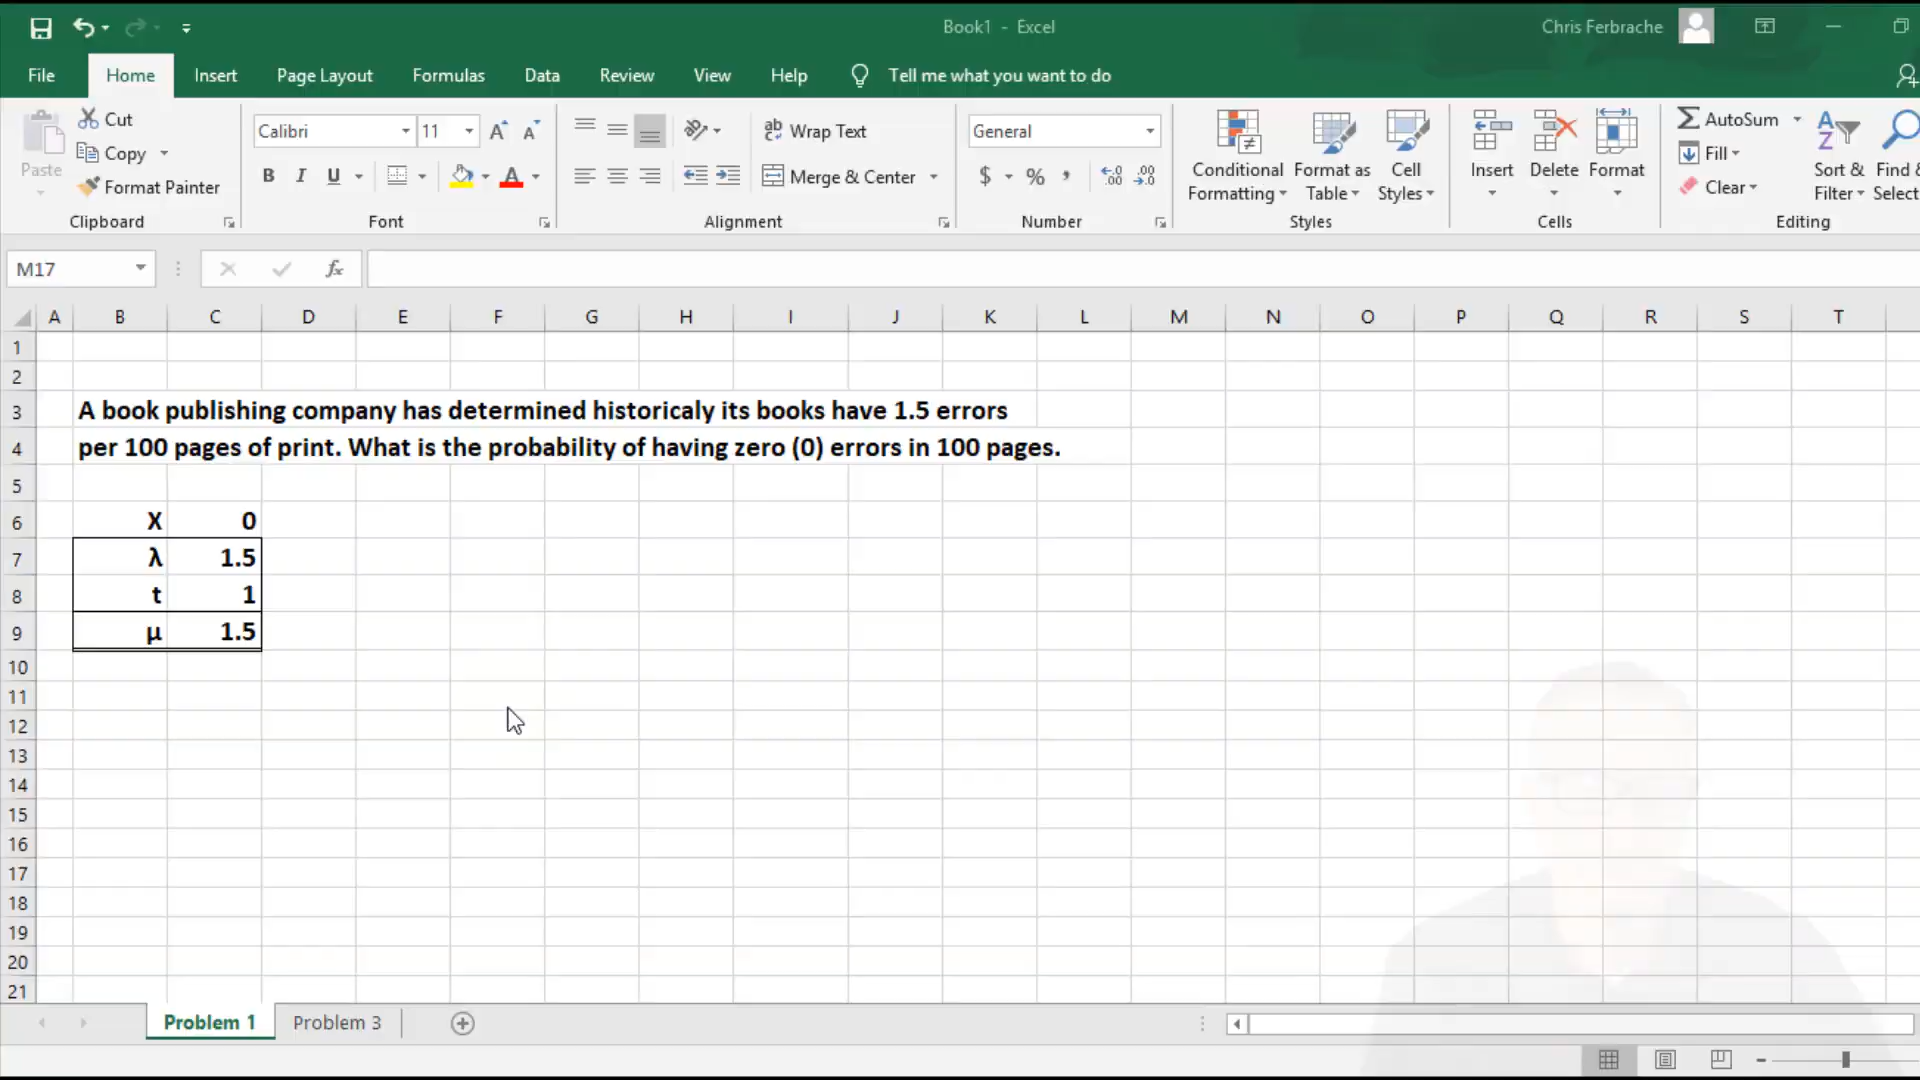 Book1 - Excel
Chris Ferbrache
File Home Insert Page Layout Formulas Data Review View Help Tell me what you want to do
Paste
Cut
Copy
Format Painter
Clipboard
Calibri 11
B I U
Font
Wrap Text
Merge & Center
Alignment
General
$ % ,
Number
Conditional Formatting
Format as Table
Cell Styles
Styles
Insert
Delete
Format
Cells
AutoSum
Fill
Clear
Sort & Filter
Find & Select
Editing
M17
fx
A B C D E F G H I J K L M N O P Q R S T
1
2
3 A book publishing company has determined historicaly its books have 1.5 errors
4 per 100 pages of print. What is the probability of having zero (0) errors in 100 pages.
5
6 X 0
7 λ 1.5
8 t 1
9 μ 1.5
10
11
12
13
14
15
16
17
18
19
20
21
Problem 1 Problem 3